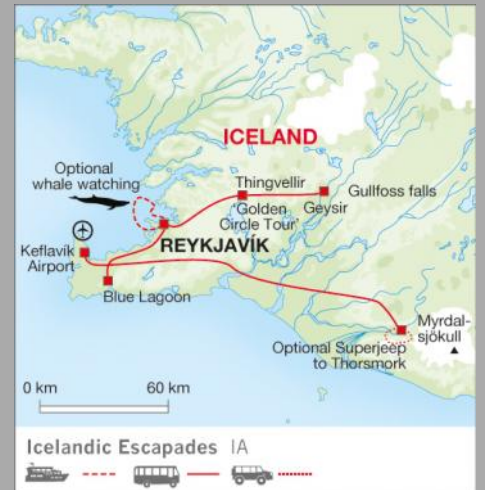 ICELAND
Optional
whale watching
Thingvellir
'Golden
Circle Tour'
Geysir
Gullfoss falls
REYKJAVÍK
Keflavík
Airport
Blue Lagoon
Myrdal-
sjökull
Optional Superjeep
to Thorsmork
0 km
60 km
Icelandic Escapades IA